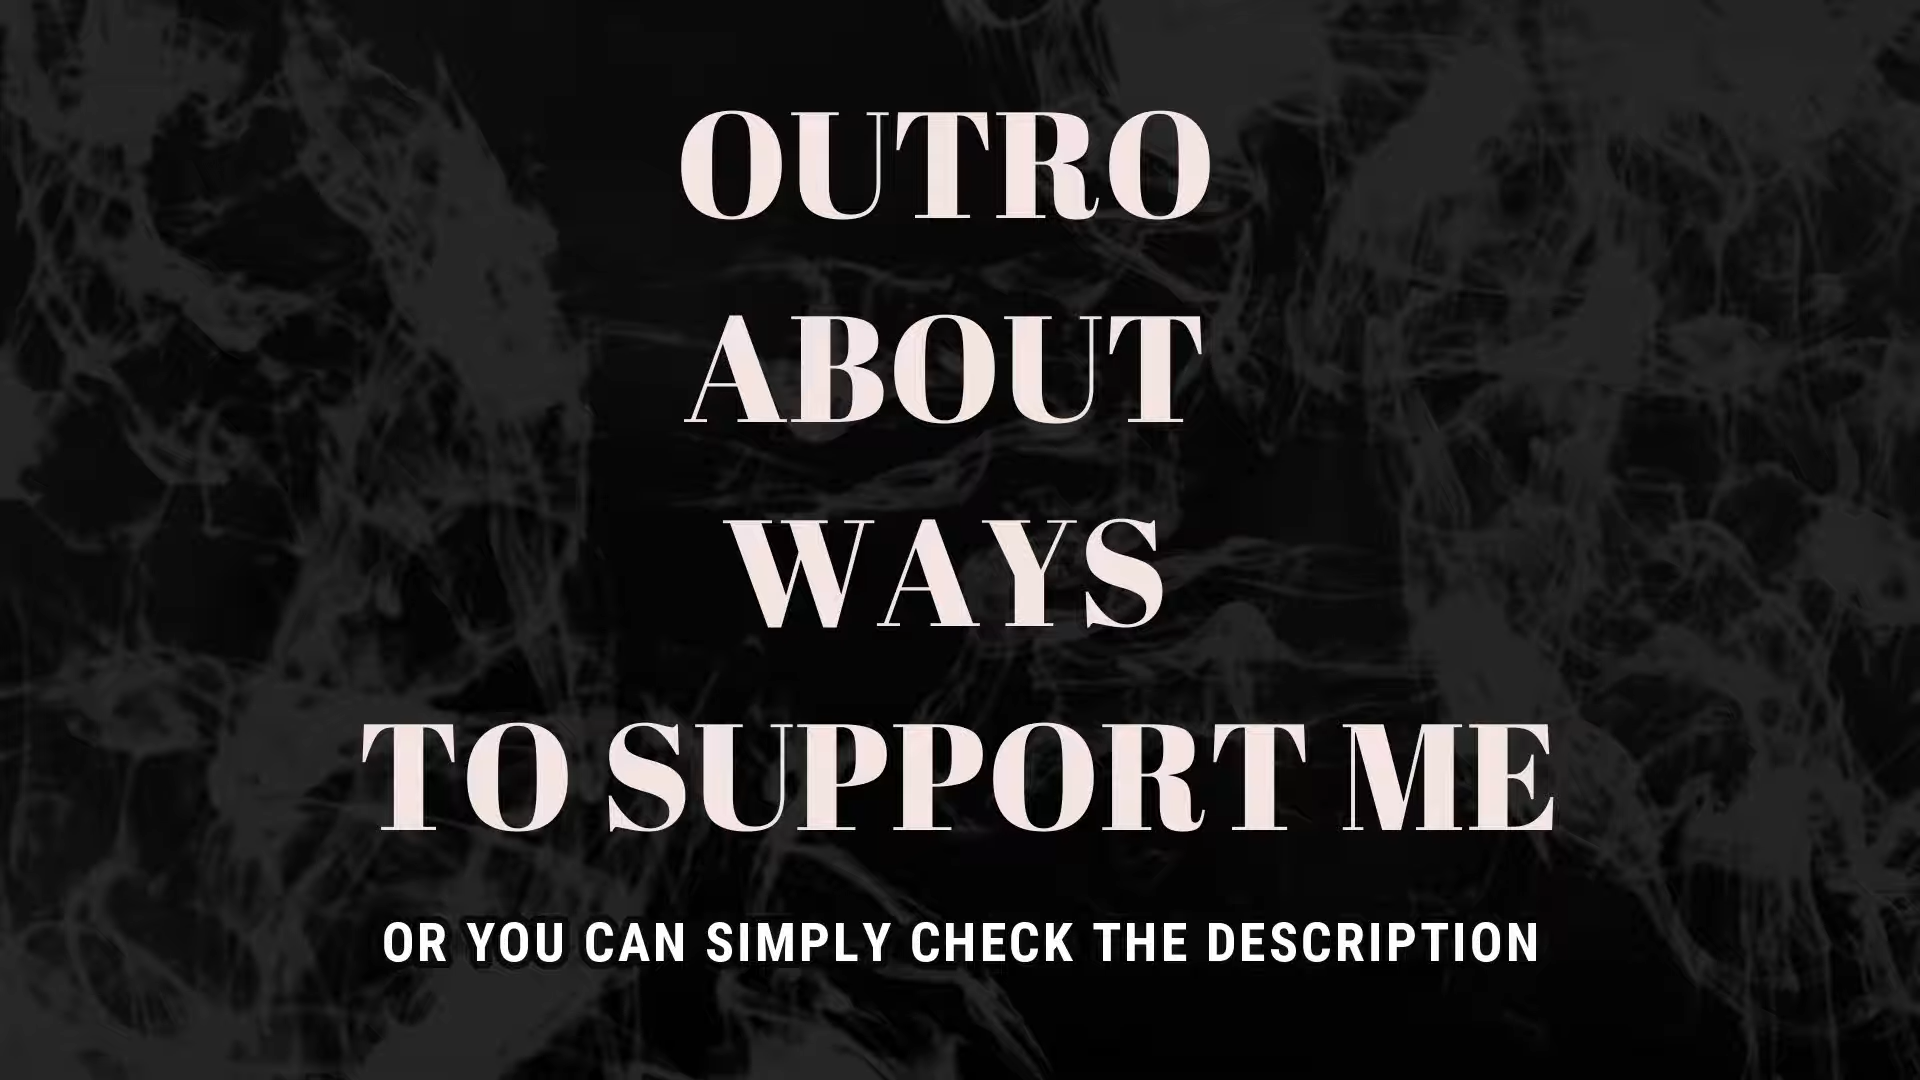 OUTRO
ABOUT
WAYS
TO SUPPORT ME
OR YOU CAN SIMPLY CHECK THE DESCRIPTION